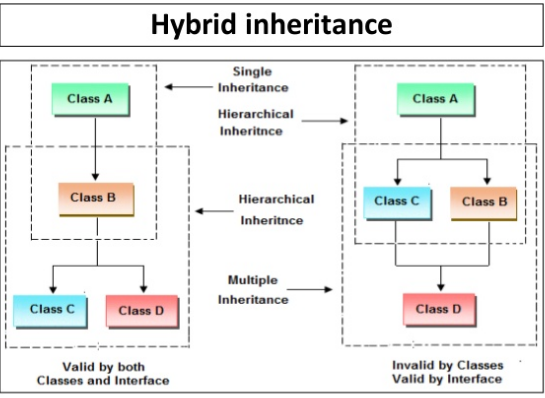 Hybrid inheritance
Single
Inheritance
Class A
Class A
Hierarchical
Inheritnce
Class B
Class C
Class B
Hierarchical
Inheritnce
Multiple
Inheritance
Class C
Class D
Class D
Valid by both
Classes and Interface
Invalid by Classes
Valid by Interface